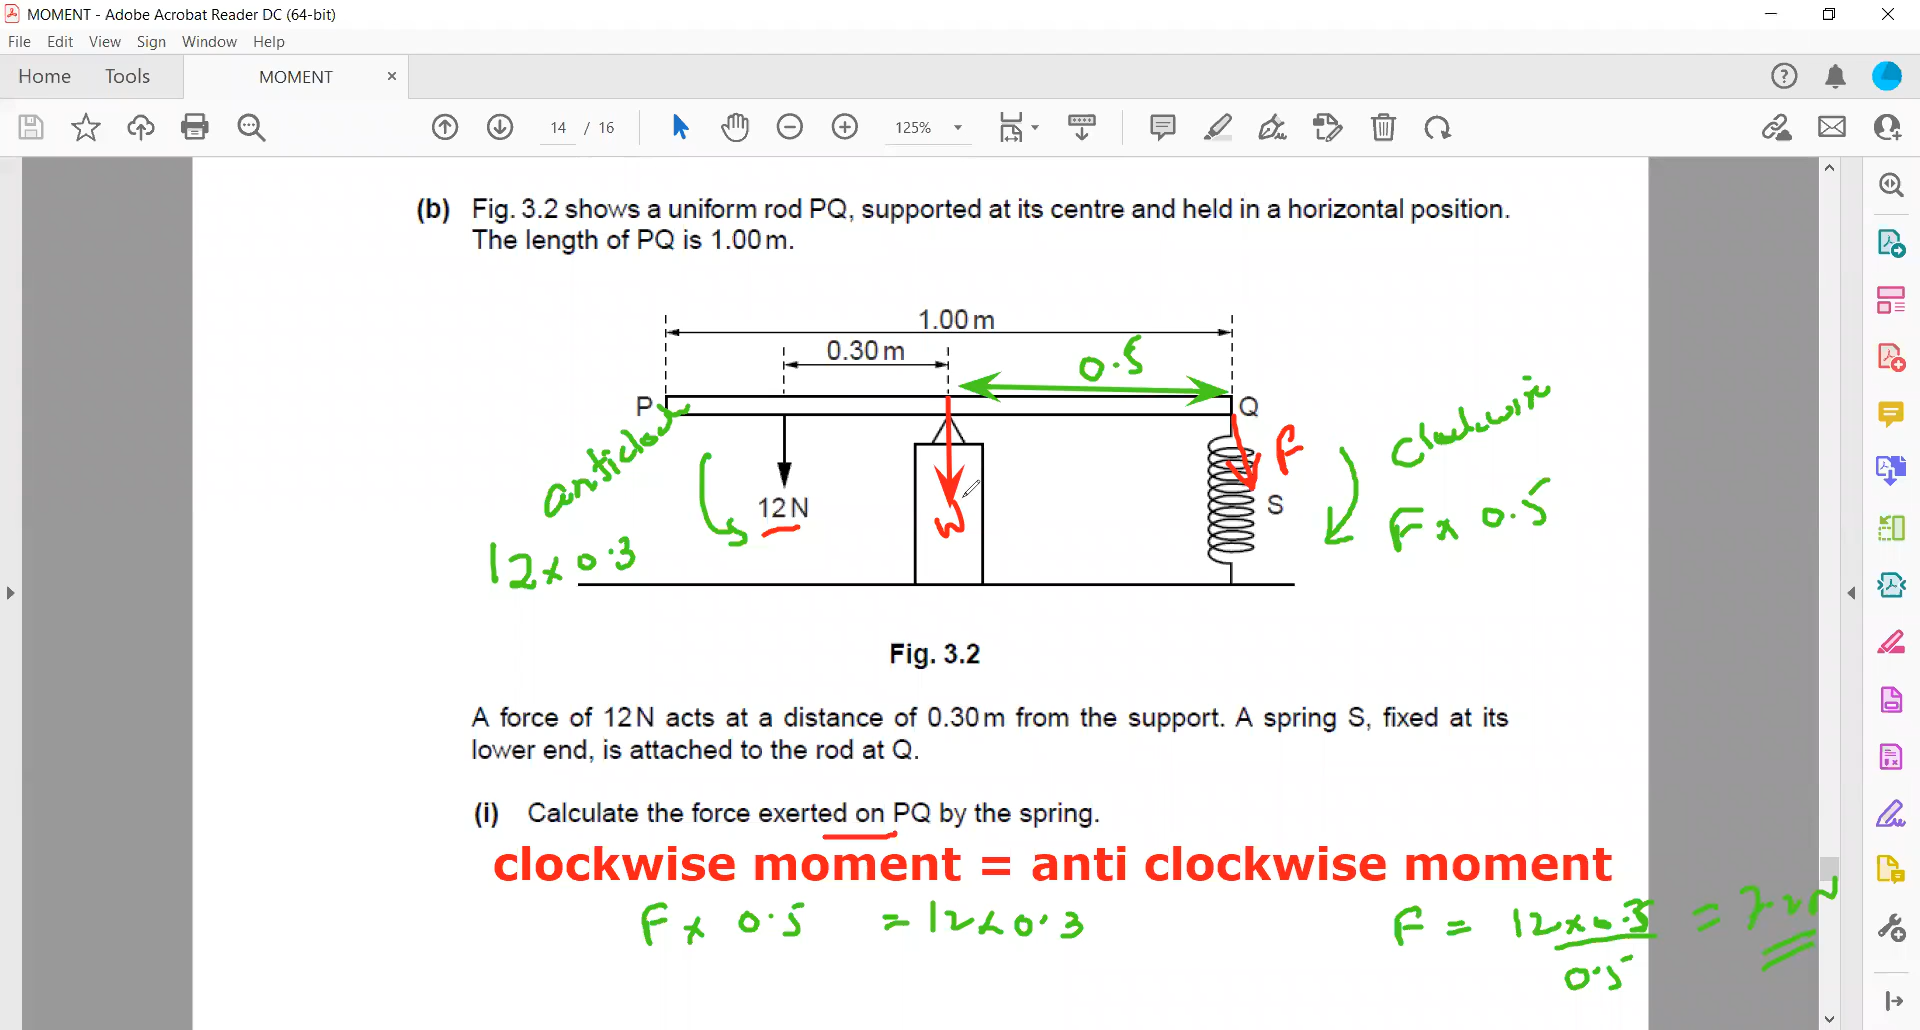 MOMENT - Adobe Acrobat Reader DC (64-bit)
File Edit View Sign Window Help
Home Tools MOMENT ×
14 / 16 125%
(b) Fig. 3.2 shows a uniform rod PQ, supported at its centre and held in a horizontal position.
The length of PQ is 1.00 m.
1.00 m
0.30 m
0.5
P
Q
anticlock
clockwise
F
12 N
W
S
F x 0.5
12 x 0.3
Fig. 3.2
A force of 12 N acts at a distance of 0.30 m from the support. A spring S, fixed at its
lower end, is attached to the rod at Q.
(i) Calculate the force exerted on PQ by the spring.
clockwise moment = anti clockwise moment
F x 0.5 = 12 x 0.3
F = 12 x 0.3 = 7.2 N
0.5